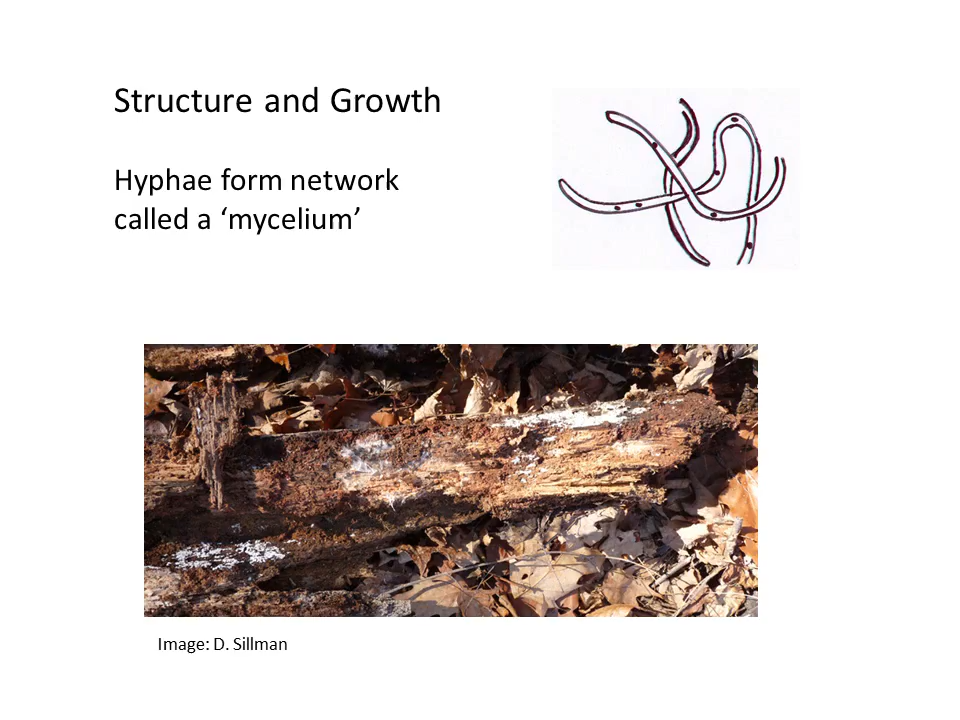 Structure and Growth
Hyphae form network
called a ‘mycelium’
Image: D. Sillman